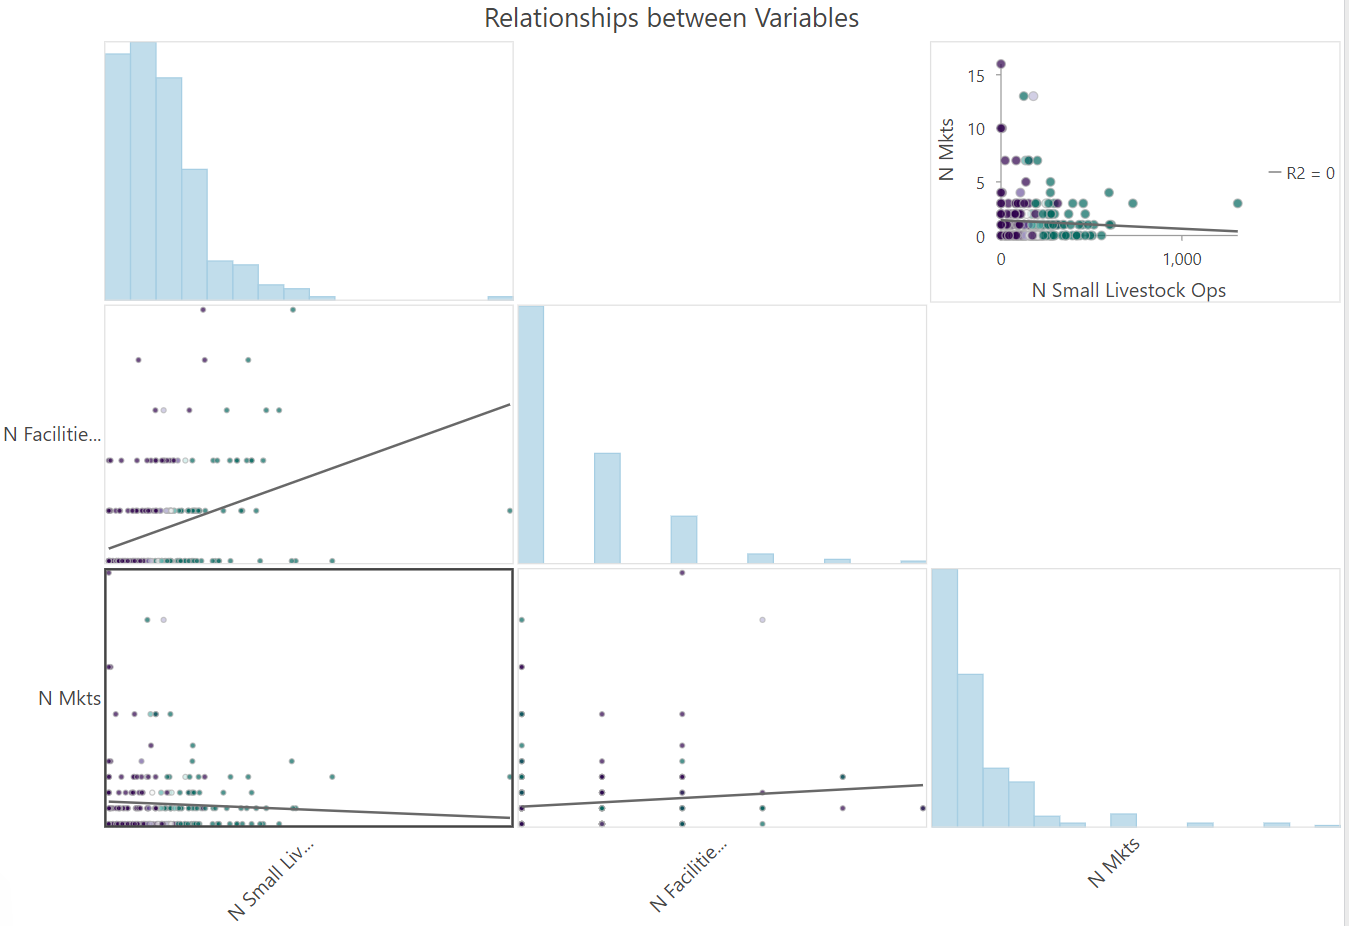 Relationships between Variables
15
10
5
0
N Mkts
0
1,000
N Small Livestock Ops
R2 = 0
N Facilitie...
N Mkts
N Small Liv...
N Facilitie...
N Mkts